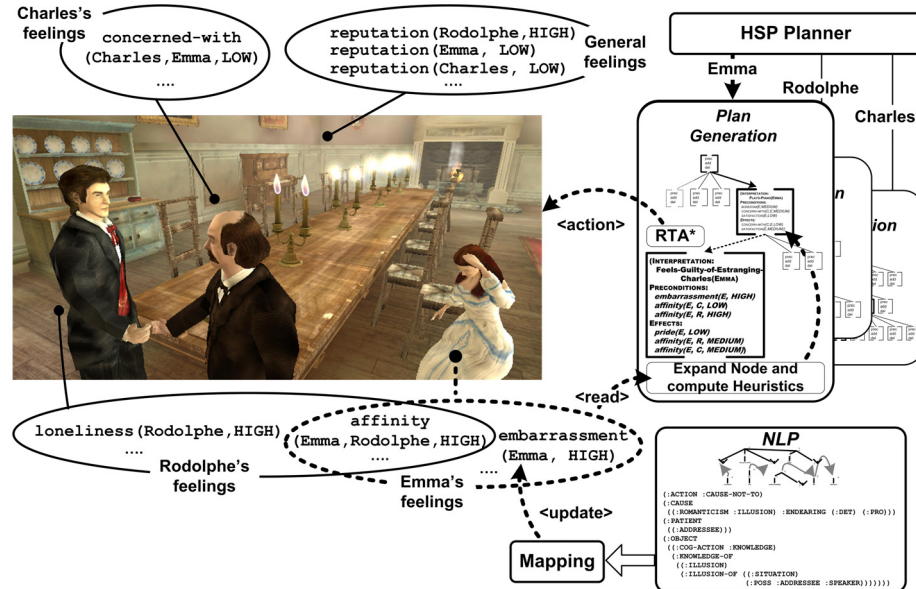 Charles's
feelings
concerned-with
(Charles,Emma,LOW)
....
reputation(Rodolphe,HIGH)
reputation(Emma, LOW)
reputation(Charles, LOW)
....
General
feelings
HSP Planner
Emma
Rodolphe
Charles
Plan
Generation
<action>
RTA*
(INTERPRETATION:
Feels-Guilty-of-Estranging-
Charles(EMMA)
PRECONDITIONS:
embarrassment(E, HIGH)
affinity(E, C, LOW)
affinity(E, R, HIGH)
EFFECTS:
pride(E, LOW)
affinity(E, R, MEDIUM)
affinity(E, C, MEDIUM))
Expand Node and
compute Heuristics
<read>
loneliness(Rodolphe,HIGH)
....
Rodolphe's
feelings
affinity
(Emma,Rodolphe,HIGH)
....
embarrassment
(Emma, HIGH)
....
Emma's
feelings
<update>
Mapping
NLP
(:ACTION :CAUSE-NOT-TO)
(:CAUSE
((:ROMANTICISM :ILLUSION) :ENDEARING (:DET) (:PRO)))
(:PATIENT
((:ADDRESSEE)))
(:OBJECT
((:COG-ACTION :KNOWLEDGE)
(:KNOWLEDGE-OF
((:ILLUSION)
(:ILLUSION-OF ((:SITUATION)
(:POSS :ADDRESSEE :SPEAKER)))))))